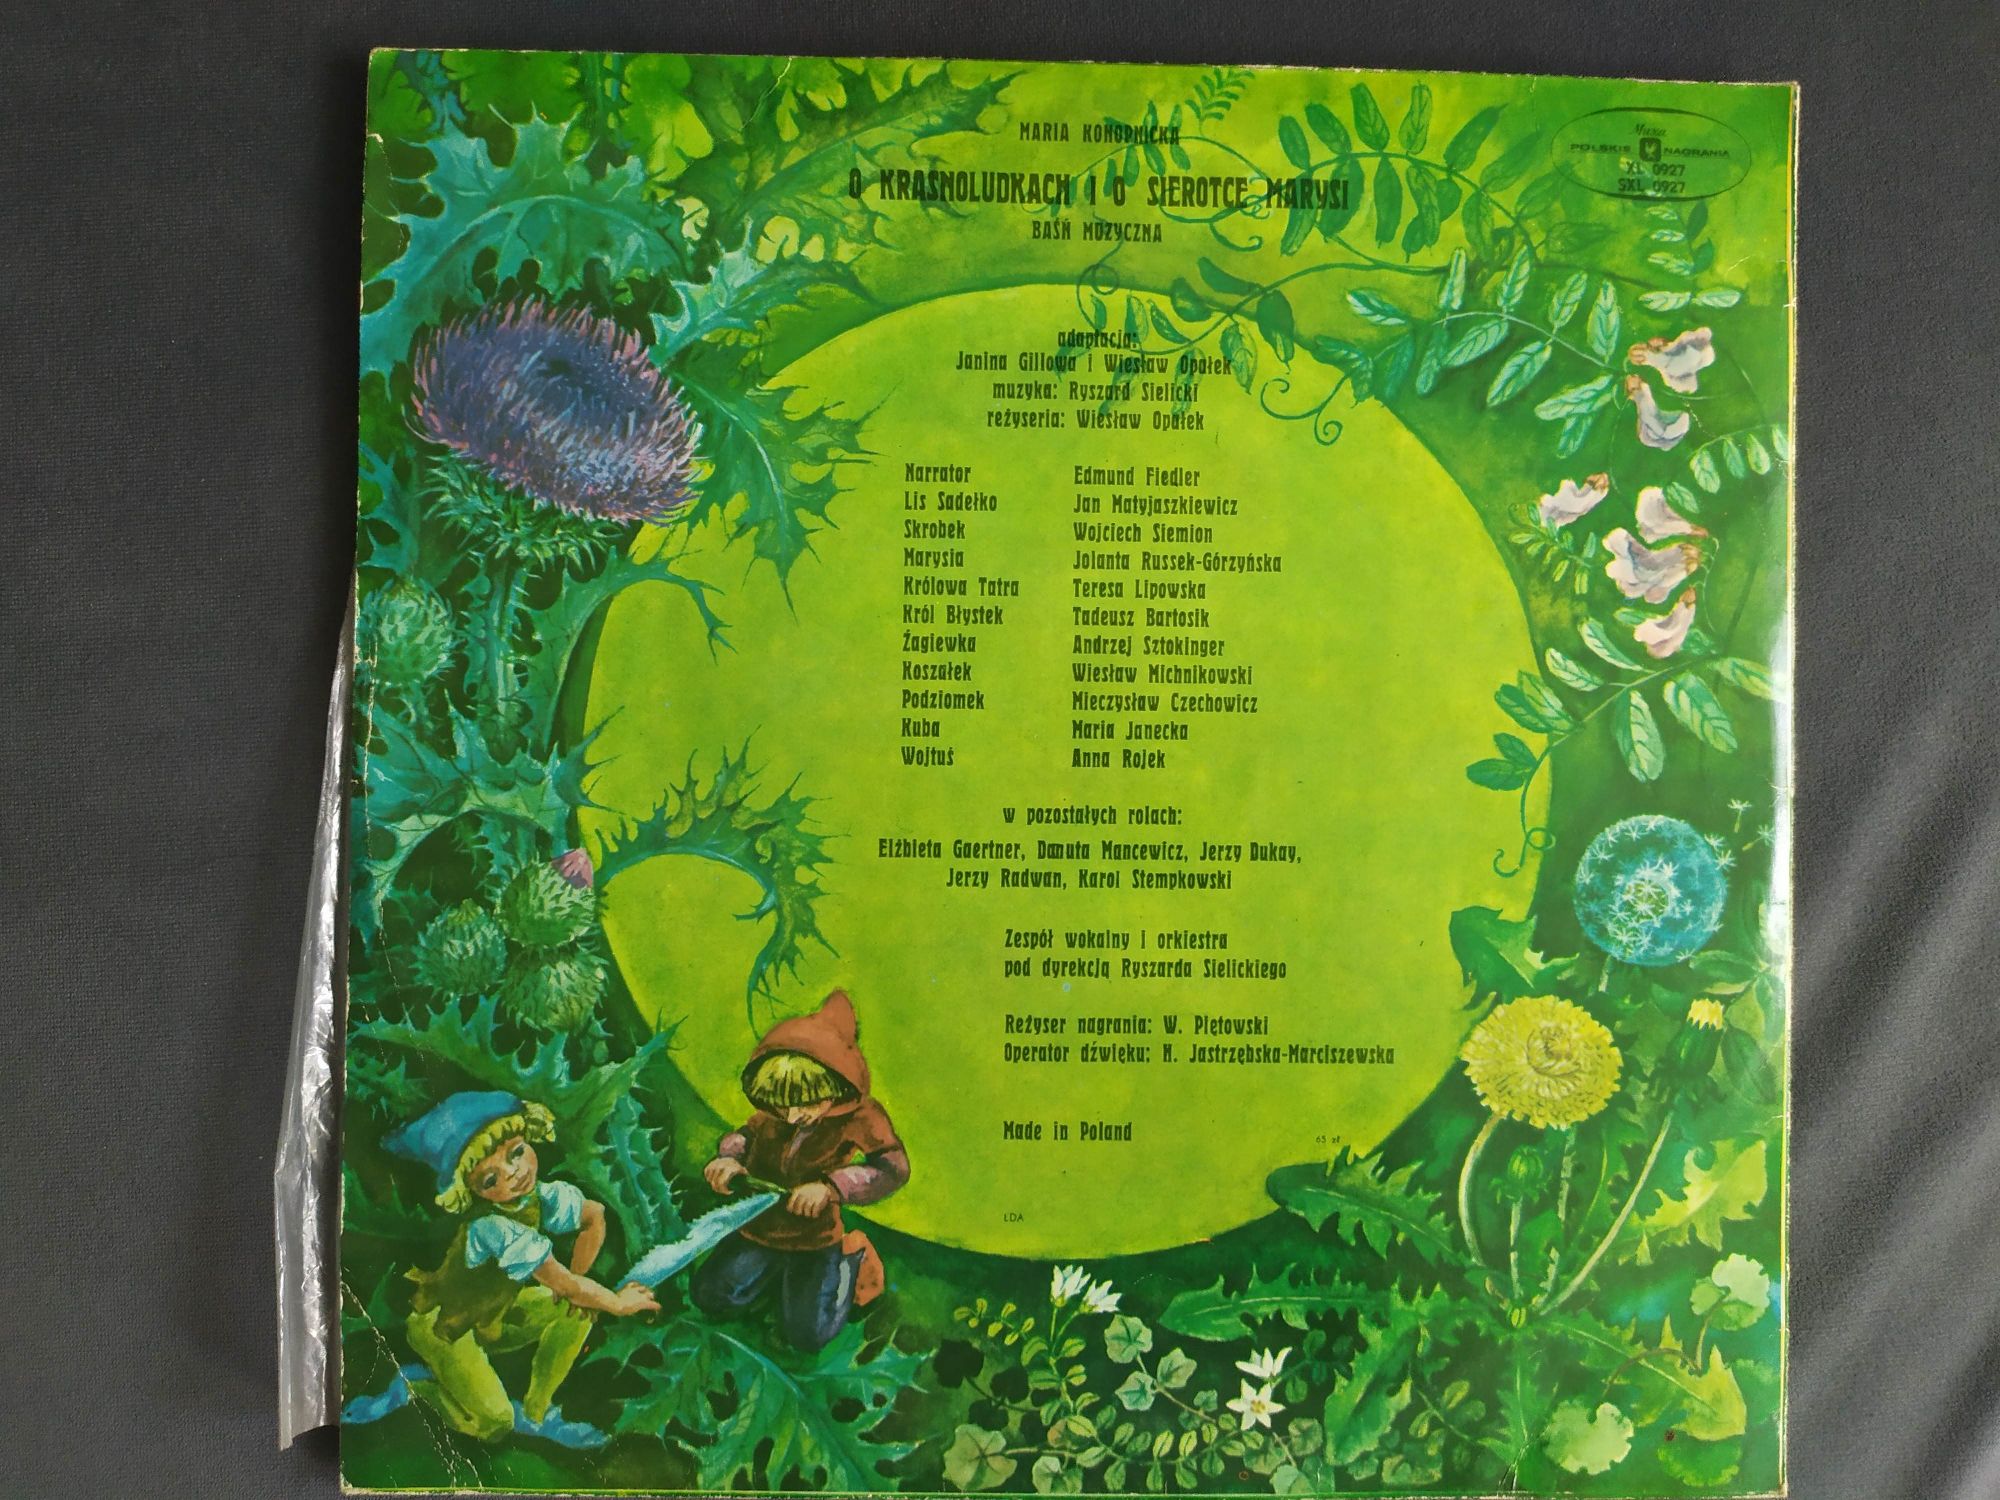 MARIA KONOPNICKA
O KRASNOLUDKACH I O SIEROTCE MARYSI
BAŚŃ MUZYCZNA
Muza
POLSKIE NAGRANIA
XL 0927
SXL 0927
adaptacja:
Janina Gillowa i Wiesław Opałek
muzyka: Ryszard Sielicki
reżyseria: Wiesław Opałek
Narrator Edmund Fiedler
Lis Sadełko Jan Matyjaszkiewicz
Skrobek Wojciech Siemion
Marysia Jolanta Russek-Górzyńska
Królowa Tatra Teresa Lipowska
Król Błystek Tadeusz Bartosik
Żagiewka Andrzej Sztokinger
Koszałek Wiesław Michnikowski
Podziomek Mieczysław Czechowicz
Kuba Maria Janecka
Wojtuś Anna Rojek
w pozostałych rolach:
Elżbieta Gaertner, Danuta Mancewicz, Jerzy Dukay,
Jerzy Radwan, Karol Stempkowski
Zespół wokalny i orkiestra
pod dyrekcją Ryszarda Sielickiego
Reżyser nagrania: W. Piętowski
Operator dźwięku: H. Jastrzębska-Marciszewska
Made in Poland
65 zł
LDA